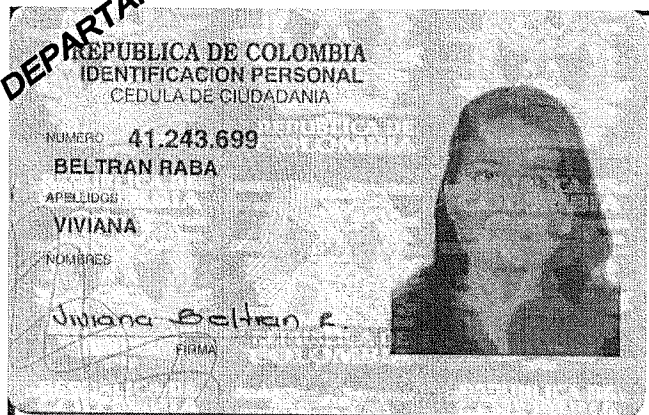 DEPARTA
REPUBLICA DE COLOMBIA
IDENTIFICACION PERSONAL
CEDULA DE CIUDADANIA
NUMERO 41.243.699
BELTRAN RABA
APELLIDOS
VIVIANA
NOMBRES
Viviana Beltran R.
FIRMA